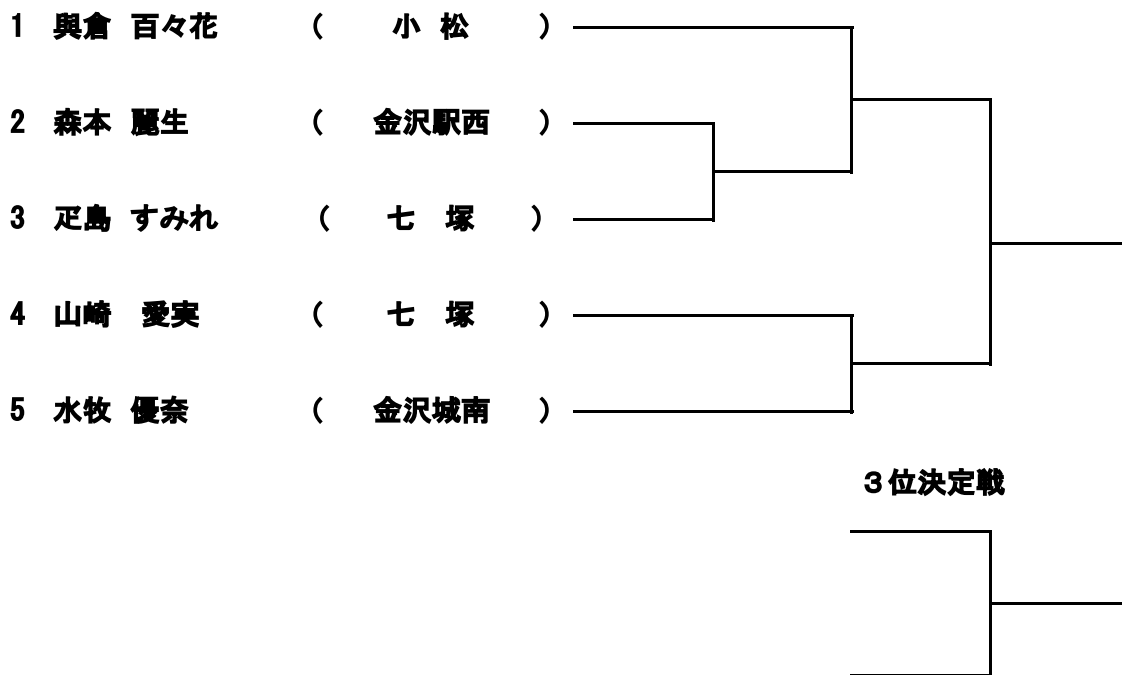 1 與倉 百々花 ( 小 松 )
2 森本 麗生 ( 金沢駅西 )
3 疋島 すみれ ( 七 塚 )
4 山崎 愛実 ( 七 塚 )
5 水牧 優奈 ( 金沢城南 )
３位決定戦